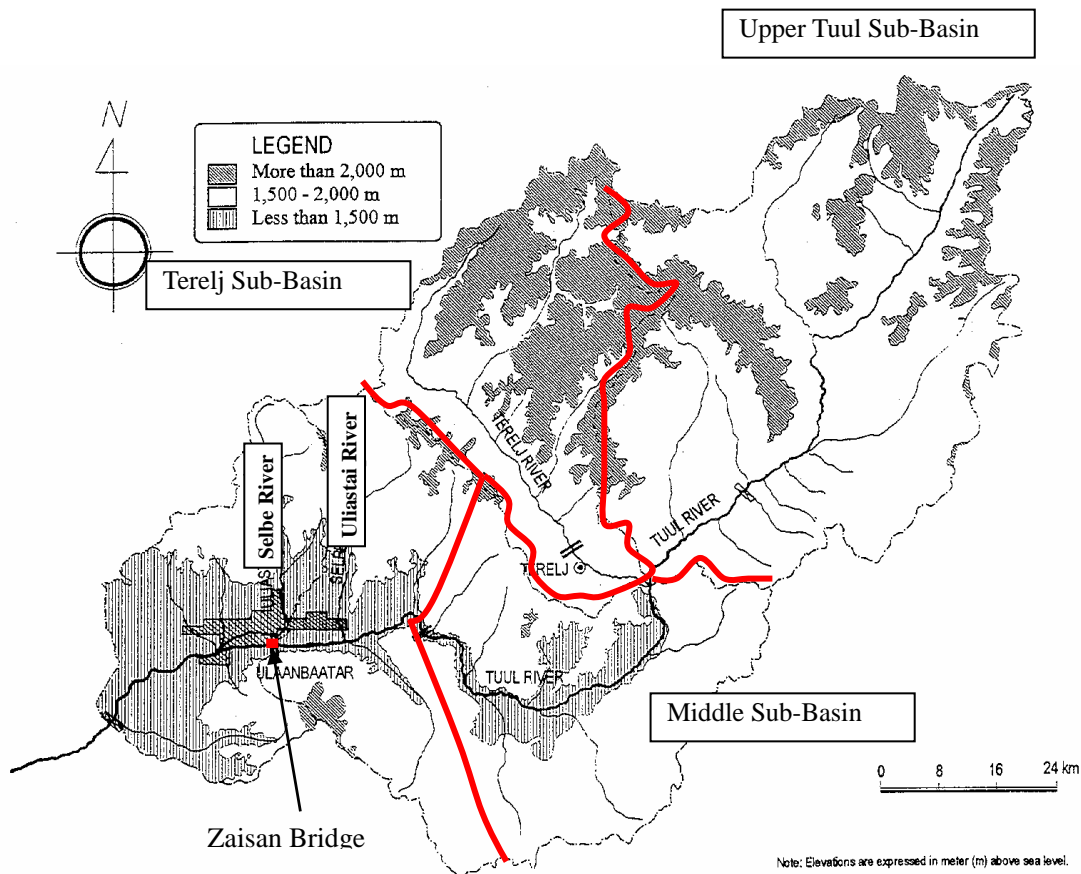 Upper Tuul Sub-Basin
N
LEGEND
More than 2,000 m
1,500 - 2,000 m
Less than 1,500 m
Terelj Sub-Basin
Selbe River
Uliastai River
TERELJ RIVER
TUUL RIVER
TERELJ
ULIAS
SELB
ULAANBAATAR
TUUL RIVER
Middle Sub-Basin
0 8 16 24 km
Zaisan Bridge
Note: Elevations are expressed in meter (m) above sea level.